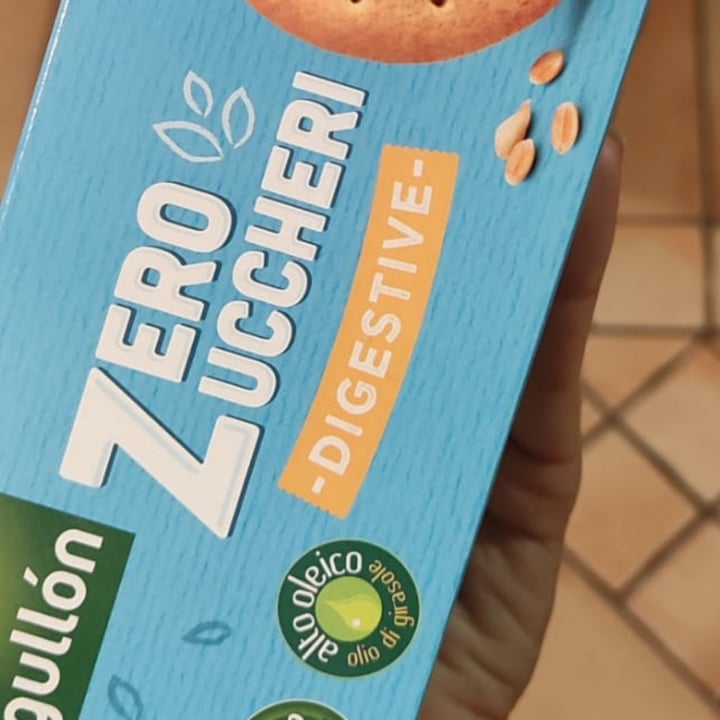 gullón
ZERO
ZUCCHERI
-DIGESTIVE-
alto oleico
olio di girasole